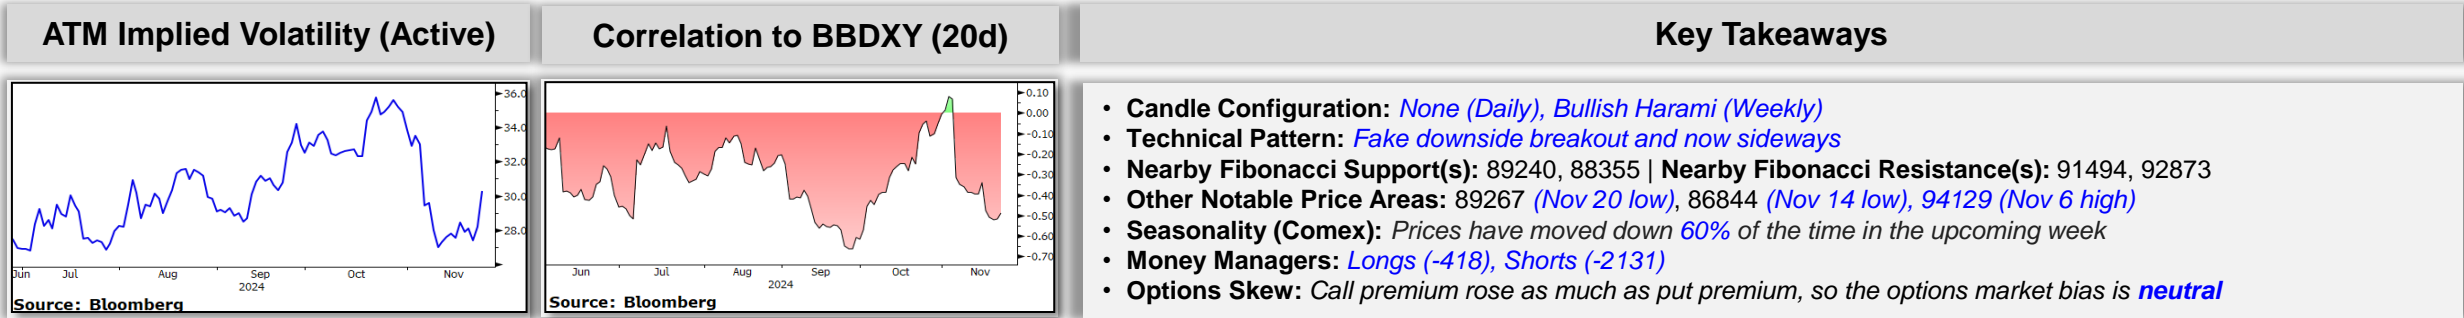 ATM Implied Volatility (Active)
36.0
34.0
32.0
30.0
28.0
Jun Jul Aug Sep Oct Nov
2024
Source: Bloomberg
Correlation to BBDXY (20d)
0.10
0.00
-0.10
-0.20
-0.30
-0.40
-0.50
-0.60
-0.70
Jun Jul Aug Sep Oct Nov
2024
Source: Bloomberg
Key Takeaways
• Candle Configuration: None (Daily), Bullish Harami (Weekly)
• Technical Pattern: Fake downside breakout and now sideways
• Nearby Fibonacci Support(s): 89240, 88355 | Nearby Fibonacci Resistance(s): 91494, 92873
• Other Notable Price Areas: 89267 (Nov 20 low), 86844 (Nov 14 low), 94129 (Nov 6 high)
• Seasonality (Comex): Prices have moved down 60% of the time in the upcoming week
• Money Managers: Longs (-418), Shorts (-2131)
• Options Skew: Call premium rose as much as put premium, so the options market bias is neutral